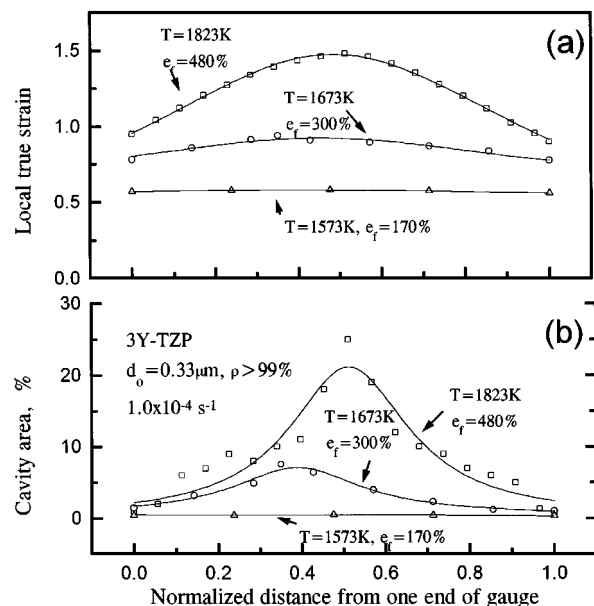 (a)
T=1823K
e_f=480%
T=1673K
e_f=300%
T=1573K, e_f=170%
Local true strain
1.5
1.0
0.5
0.0
(b)
3Y-TZP
d_o=0.33μm, ρ>99%
1.0x10⁻⁴ s⁻¹
T=1823K
e_f=480%
T=1673K
e_f=300%
T=1573K, e_f=170%
Cavity area, %
30
20
10
0
0.0 0.2 0.4 0.6 0.8 1.0
Normalized distance from one end of gauge